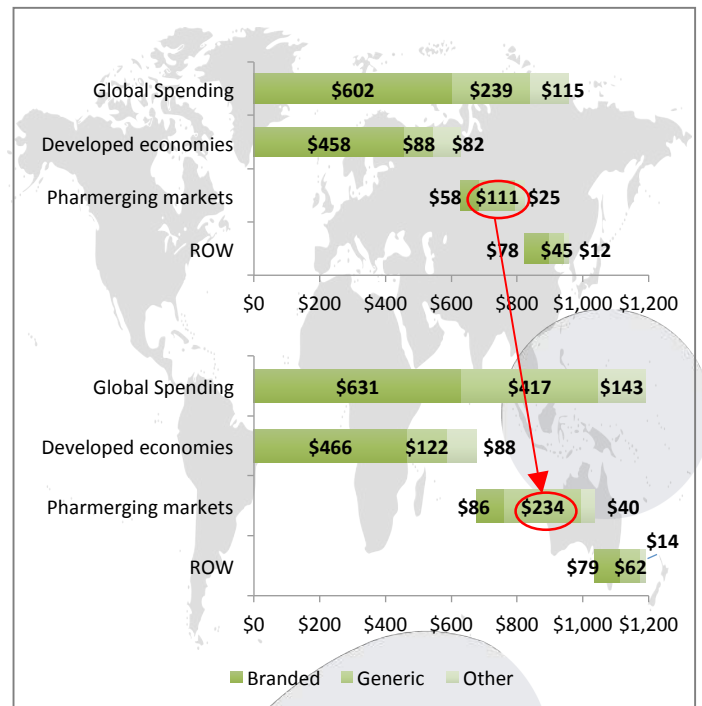 Global Spending $602 $239 $115
Developed economies $458 $88 $82
Pharmerging markets $58 $111 $25
ROW $78 $45 $12
$0 $200 $400 $600 $800 $1,000 $1,200
Global Spending $631 $417 $143
Developed economies $466 $122 $88
Pharmerging markets $86 $234 $40
$14
ROW $79 $62
$0 $200 $400 $600 $800 $1,000 $1,200
Branded Generic Other